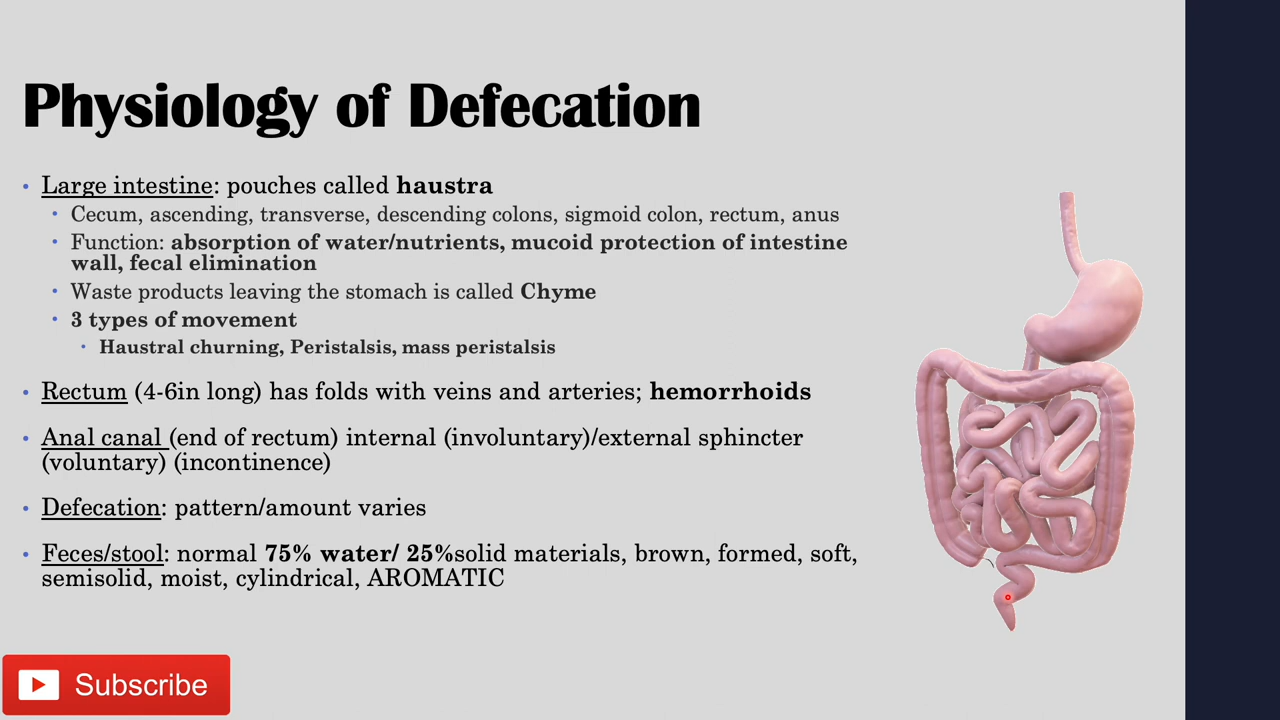 Physiology of Defecation
• Large intestine: pouches called haustra
• Cecum, ascending, transverse, descending colons, sigmoid colon, rectum, anus
• Function: absorption of water/nutrients, mucoid protection of intestine
wall, fecal elimination
• Waste products leaving the stomach is called Chyme
• 3 types of movement
• Haustral churning, Peristalsis, mass peristalsis
• Rectum (4-6in long) has folds with veins and arteries; hemorrhoids
• Anal canal (end of rectum) internal (involuntary)/external sphincter
(voluntary) (incontinence)
• Defecation: pattern/amount varies
• Feces/stool: normal 75% water/ 25%solid materials, brown, formed, soft,
semisolid, moist, cylindrical, AROMATIC
Subscribe